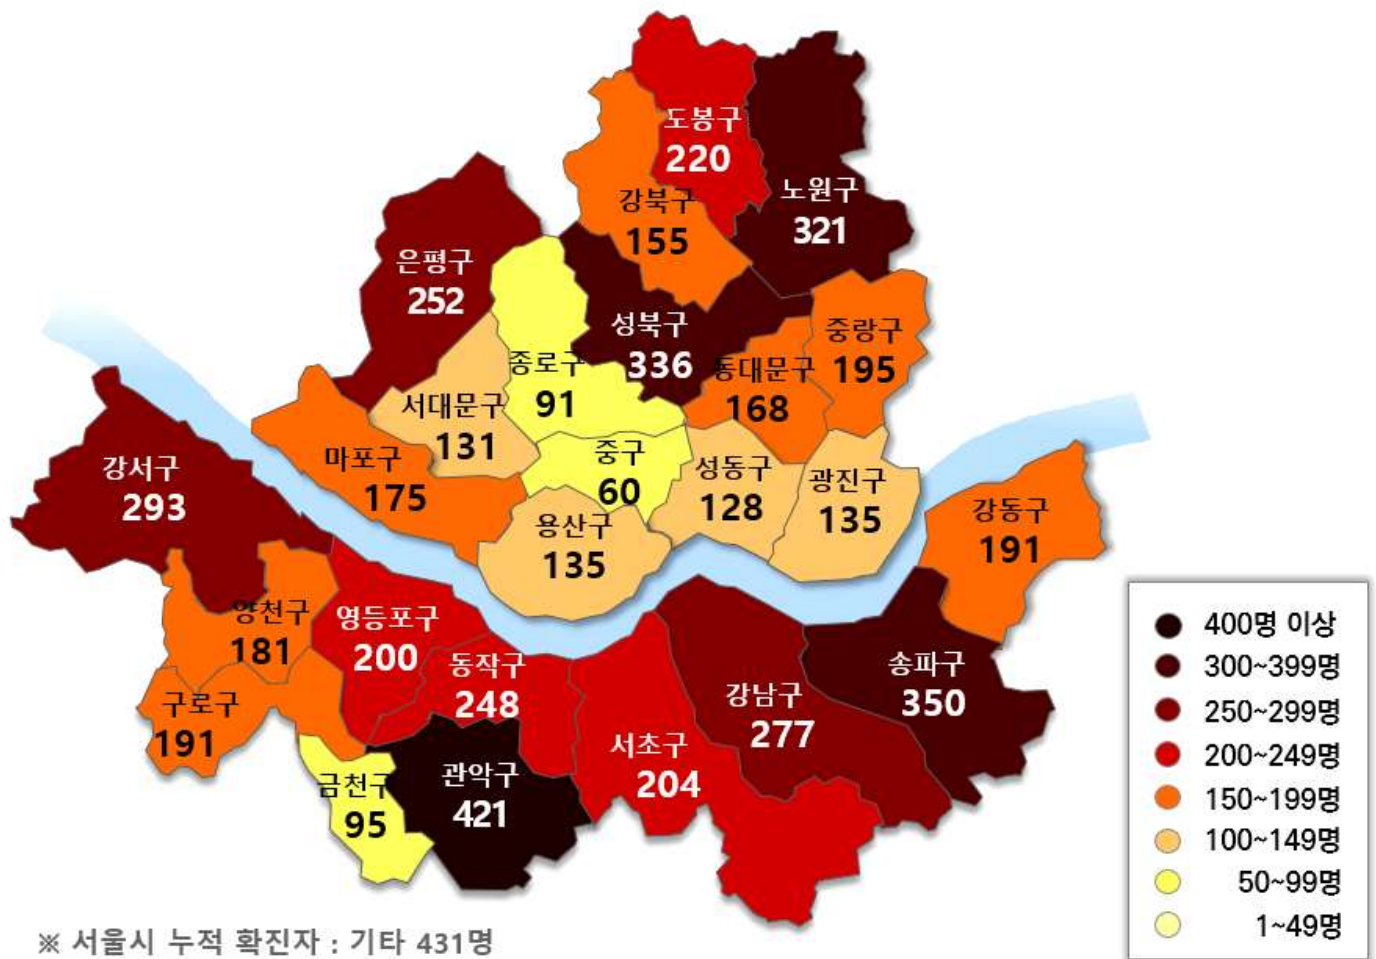 도봉구
220
노원구
321
강북구
155
은평구
252
성북구
336
중랑구
195
종로구
91
동대문구
168
서대문구
131
마포구
175
중구
60
성동구
128
광진구
135
강서구
293
용산구
135
강동구
191
양천구
181
영등포구
200
동작구
248
송파구
350
강남구
277
구로구
191
서초구
204
금천구
95
관악구
421
400명 이상
300~399명
250~299명
200~249명
150~199명
100~149명
50~99명
1~49명
※ 서울시 누적 확진자 : 기타 431명